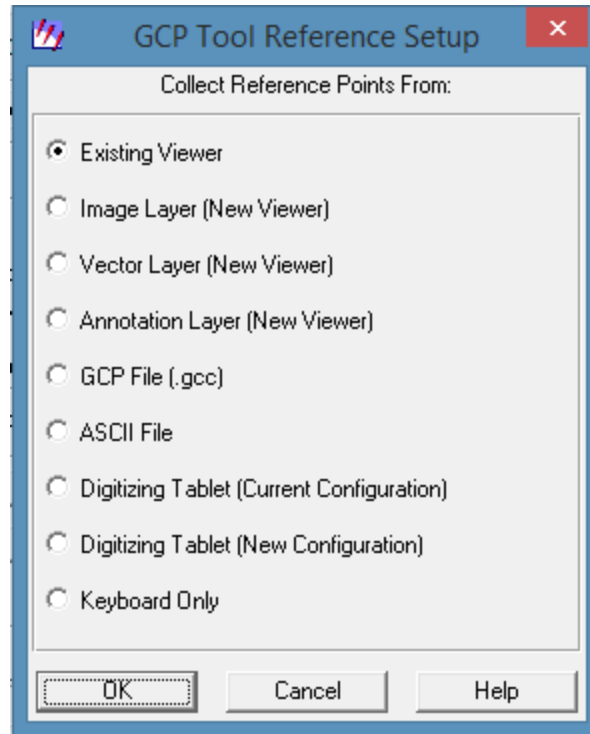 GCP Tool Reference Setup
Collect Reference Points From:
Existing Viewer
Image Layer (New Viewer)
Vector Layer (New Viewer)
Annotation Layer (New Viewer)
GCP File (.gcc)
ASCII File
Digitizing Tablet (Current Configuration)
Digitizing Tablet (New Configuration)
Keyboard Only
OK Cancel Help